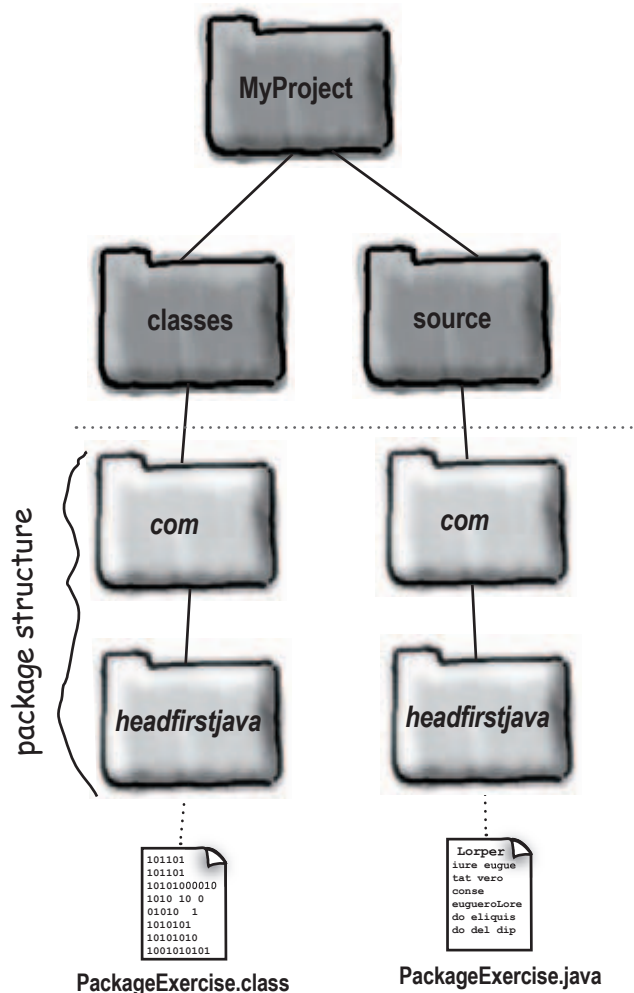 MyProject
classes
source
com
com
package structure
headfirstjava
headfirstjava
101101
101101
10101000010
1010 10 0
01010 1
1010101
10101010
1001010101
Lorper
iure eugue
tat vero
conse
eugueroLore
do eliquis
do del dip
PackageExercise.class
PackageExercise.java